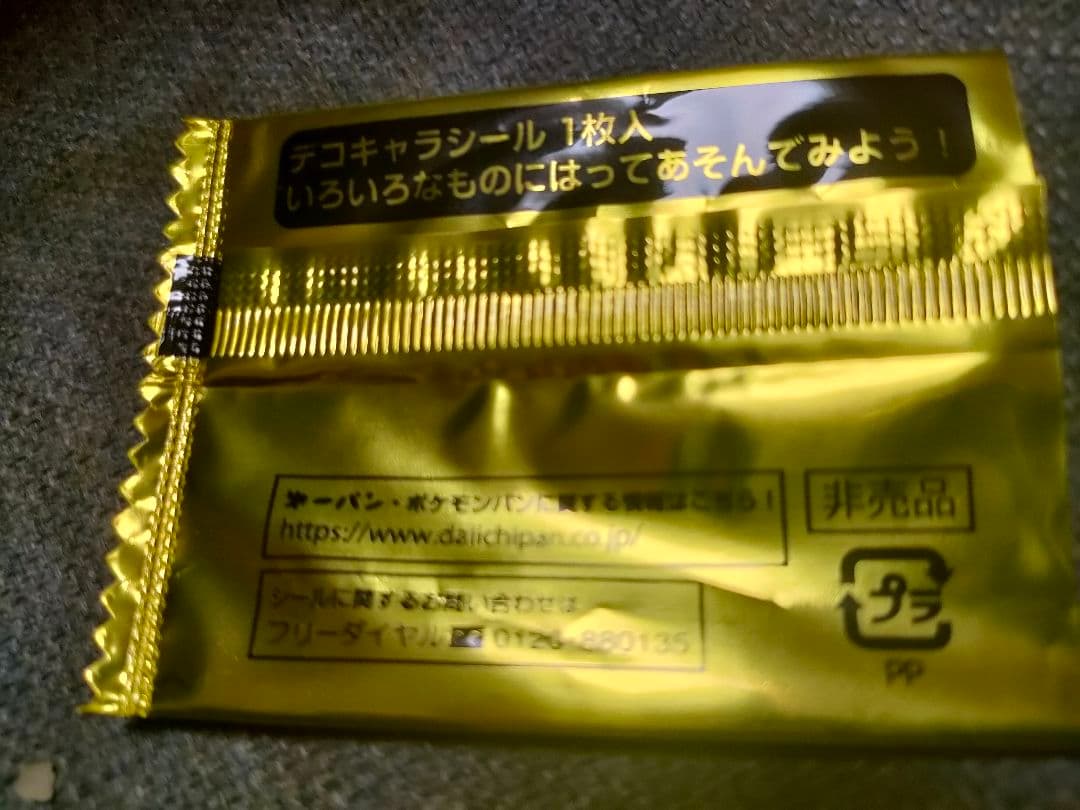 デコキャラシール 1枚入
いろいろなものにはってあそんでみよう！
第一パン・ポケモンパンに関する情報はこちら！
https://www.daiichipan.co.jp/
非売品
シールに関するお問い合わせは
フリーダイヤル 0120-880135
プラ
PP